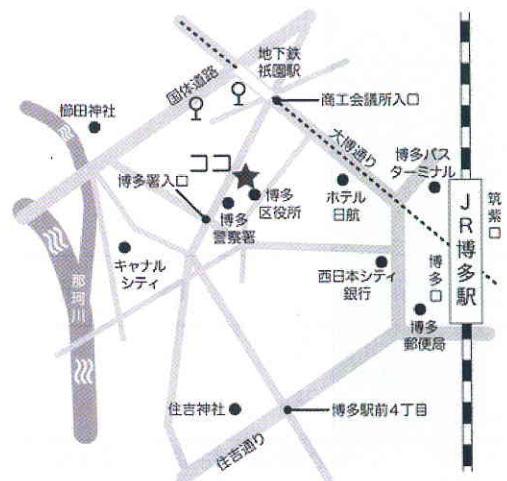 地下鉄
祇園駅
国体道路
商工会議所入口
櫛田神社
大博通り
博多バス
ターミナル
ココ
博多署入口
博多
区役所
ホテル
日航
筑紫口
JR博多駅
博多
警察署
キャナル
シティ
西日本シティ
銀行
博多口
那珂川
博多
郵便局
住吉神社
博多駅前4丁目
住吉通り